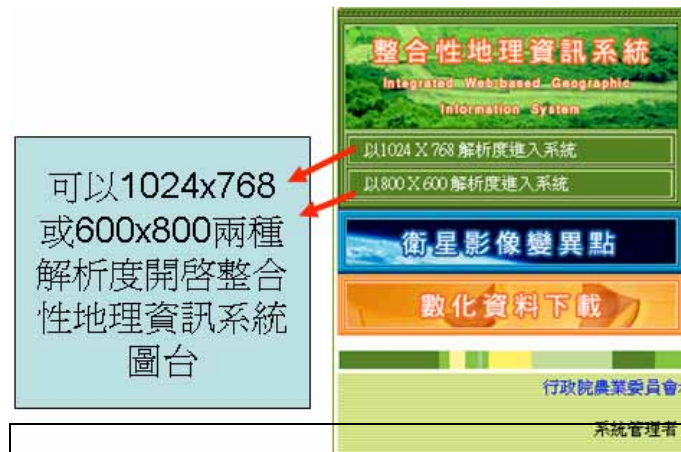 可以1024x768
或600x800兩種
解析度開啓整合
性地理資訊系統
圖台
整合性地理資訊系統
Integrated Web-based Geographic
Information System
以1024 X 768 解析度進入系統
以800 X 600 解析度進入系統
衛星影像變異點
數化資料下載
行政院農業委員會
系統管理者